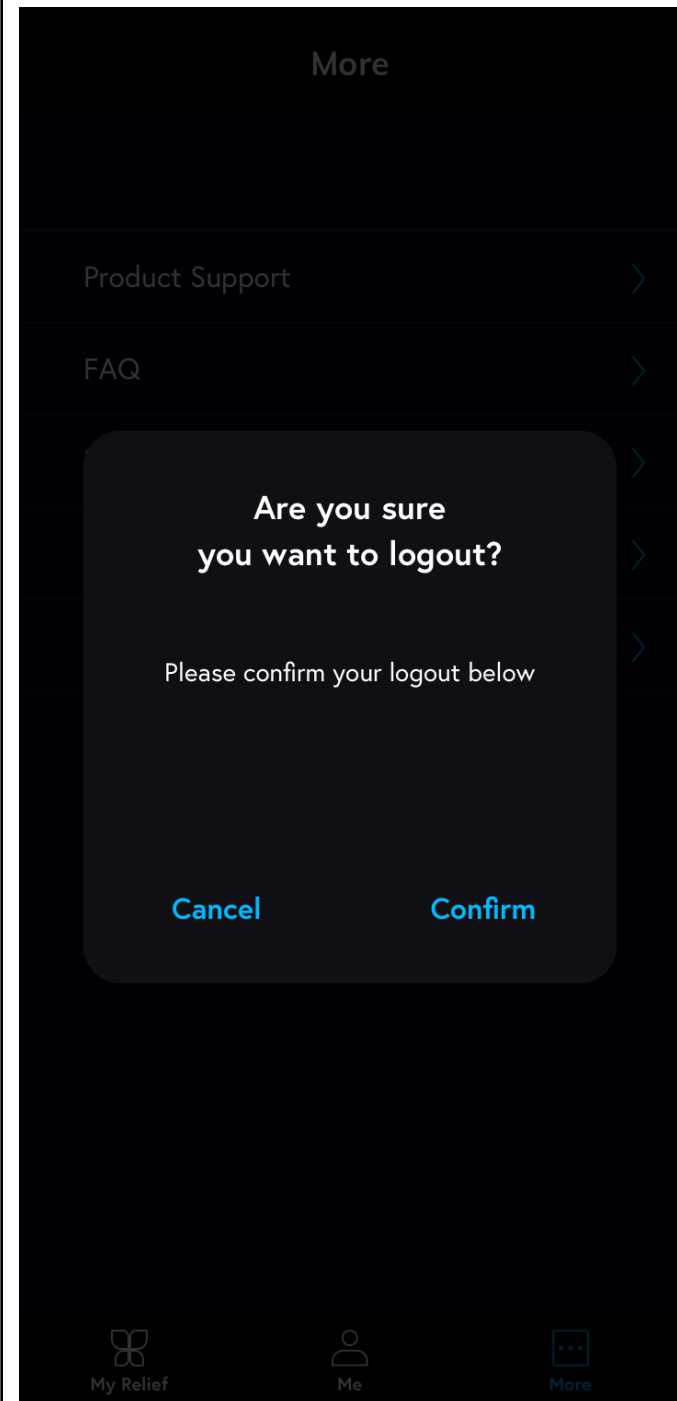 More
Product Support
FAQ
Are you sure
you want to logout?
Please confirm your logout below
Cancel
Confirm
My Relief
Me
More